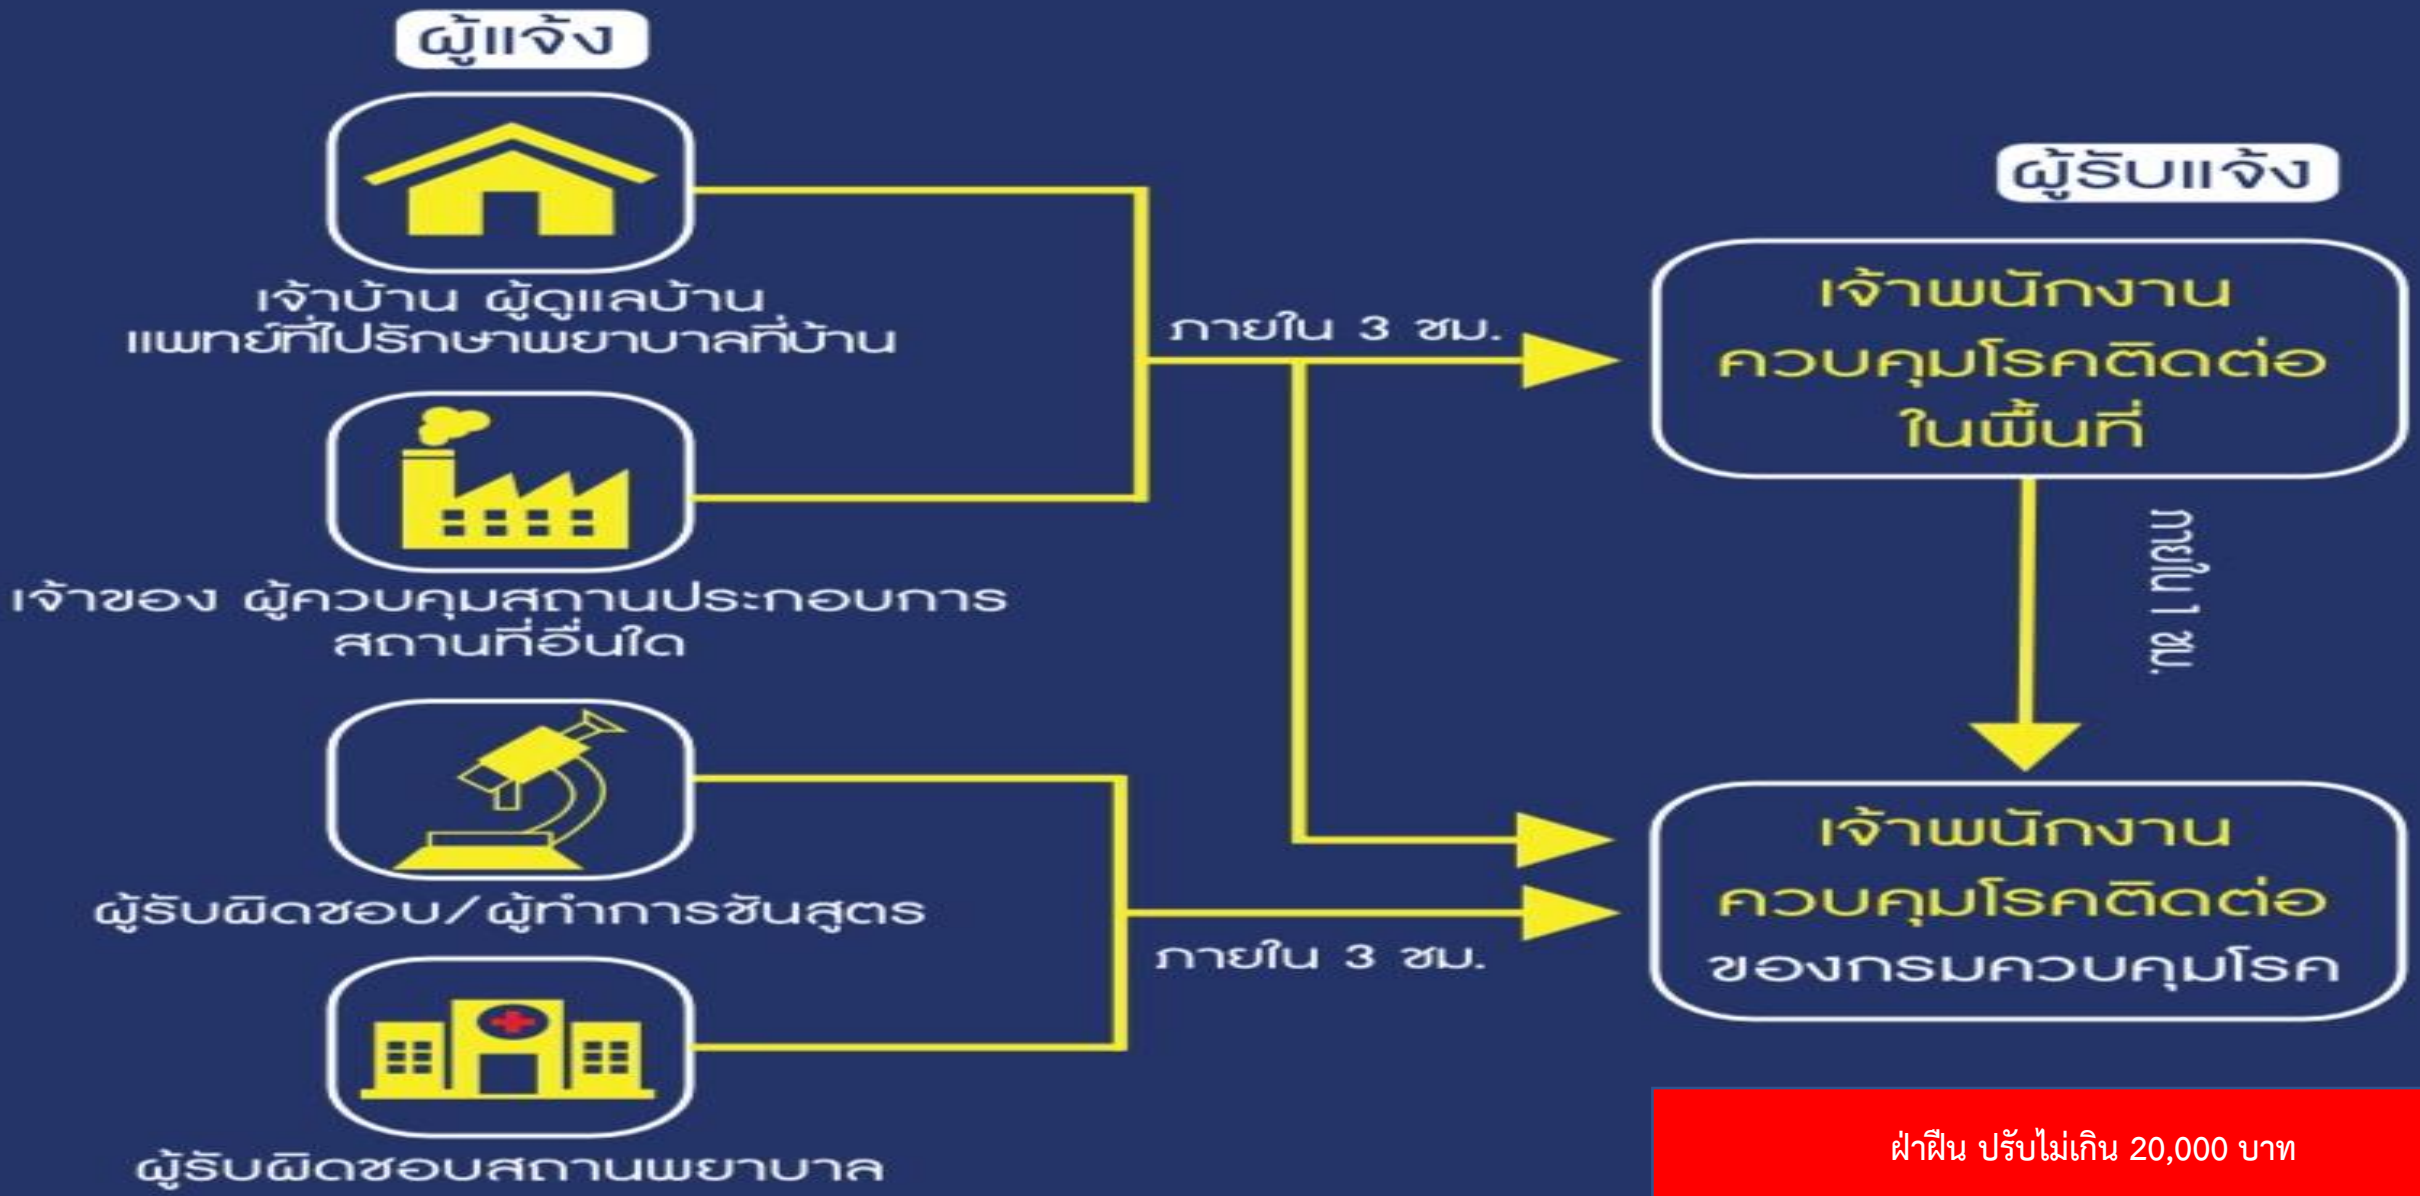 ผู้แจ้ง
เจ้าบ้าน ผู้ดูแลบ้าน
แพทย์ที่ไปรักษาพยาบาลที่บ้าน
เจ้าของ ผู้ควบคุมสถานประกอบการ
สถานที่อื่นใด
ผู้รับผิดชอบ/ผู้ทำการชันสูตร
ผู้รับผิดชอบสถานพยาบาล
ภายใน 3 ชม.
ภายใน 3 ชม.
ผู้รับแจ้ง
เจ้าพนักงาน
ควบคุมโรคติดต่อ
ในพื้นที่
ภายใน 1 ชม.
เจ้าพนักงาน
ควบคุมโรคติดต่อ
ของกรมควบคุมโรค
ฝ่าฝืน ปรับไม่เกิน 20,000 บาท